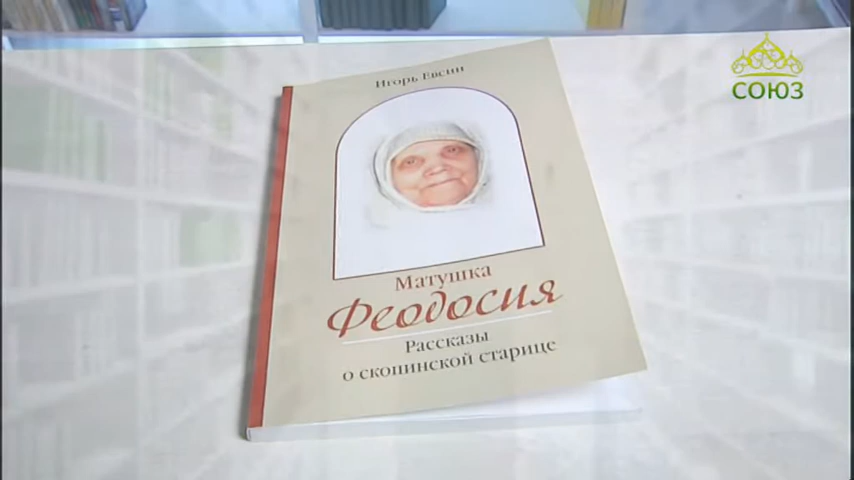 СОЮЗ
Игорь Евсин
Матушка
Феодосия
Рассказы
о скопинской старице